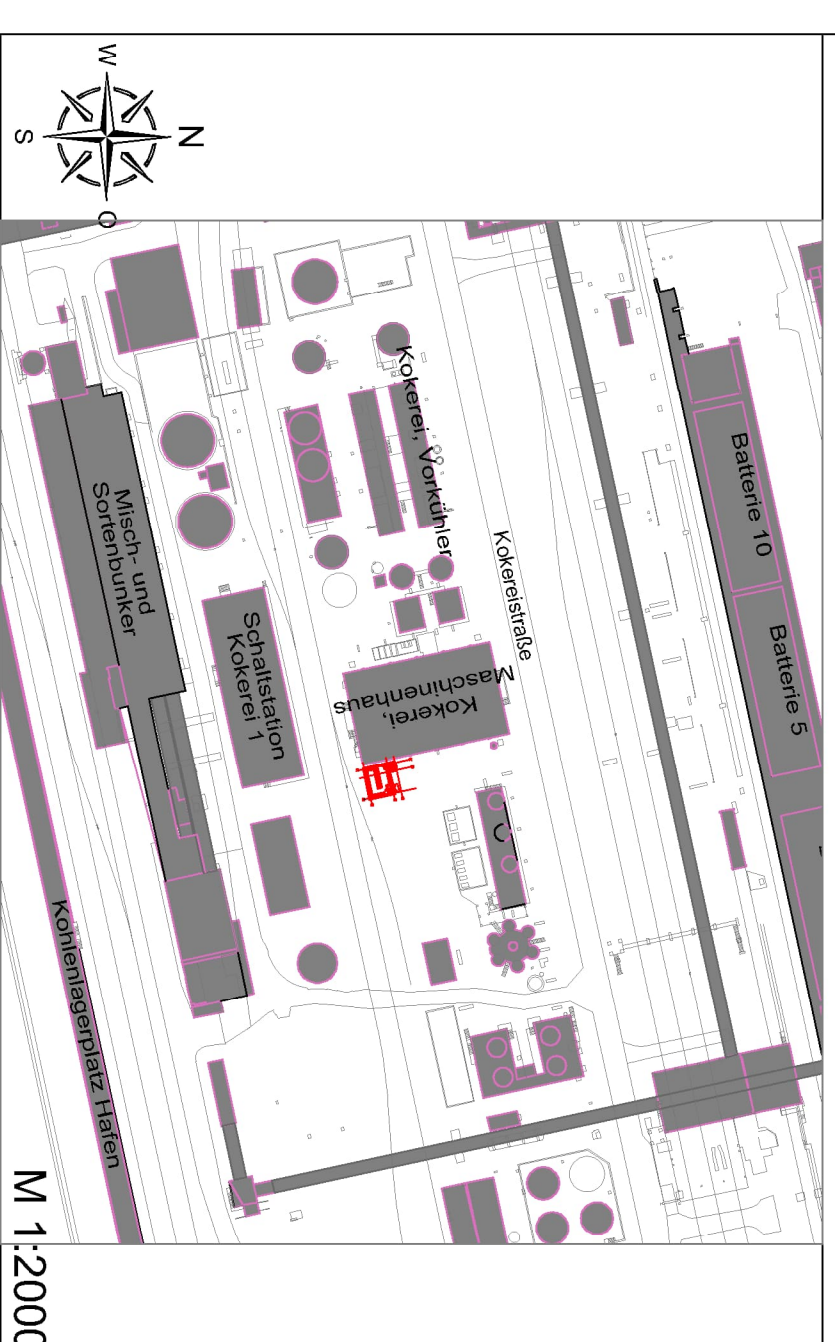 W
N
S
O
Batterie 10
Batterie 5
Kokereistraße
Kokerei, Vorkühler
Kokerei,
Maschinenhaus
Schaltstation
Kokerei 1
Misch- und
Sortenbunker
Kohlenlagerplatz Hafen
M 1:2000